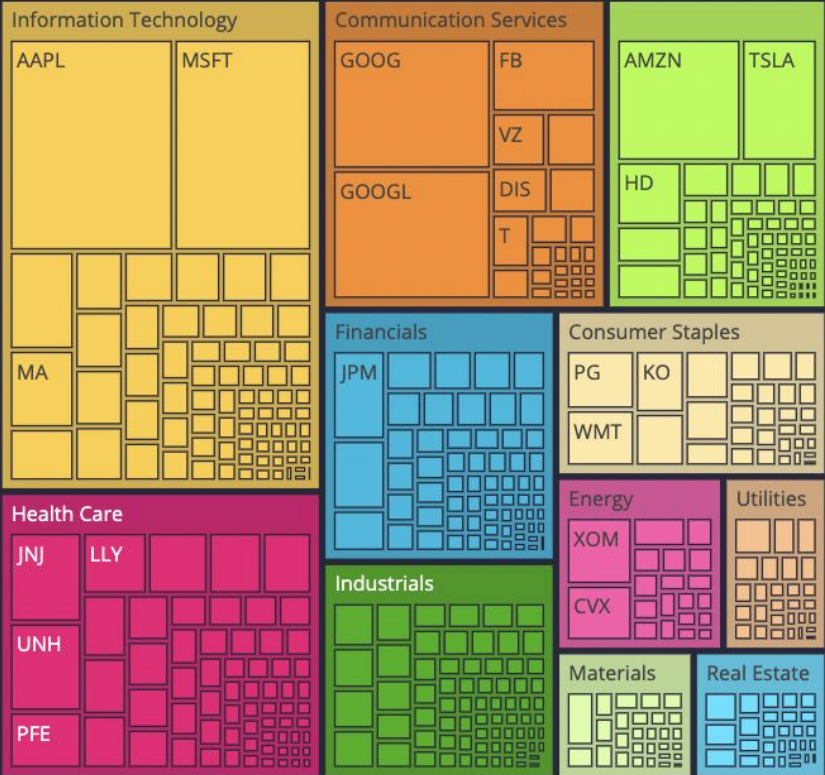 Information Technology
AAPL
MSFT
MA
Communication Services
GOOG
FB
VZ
GOOGL
DIS
T
AMZN
TSLA
HD
Financials
JPM
Consumer Staples
PG
KO
WMT
Health Care
JNJ
LLY
UNH
PFE
Industrials
Energy
XOM
CVX
Utilities
Materials
Real Estate